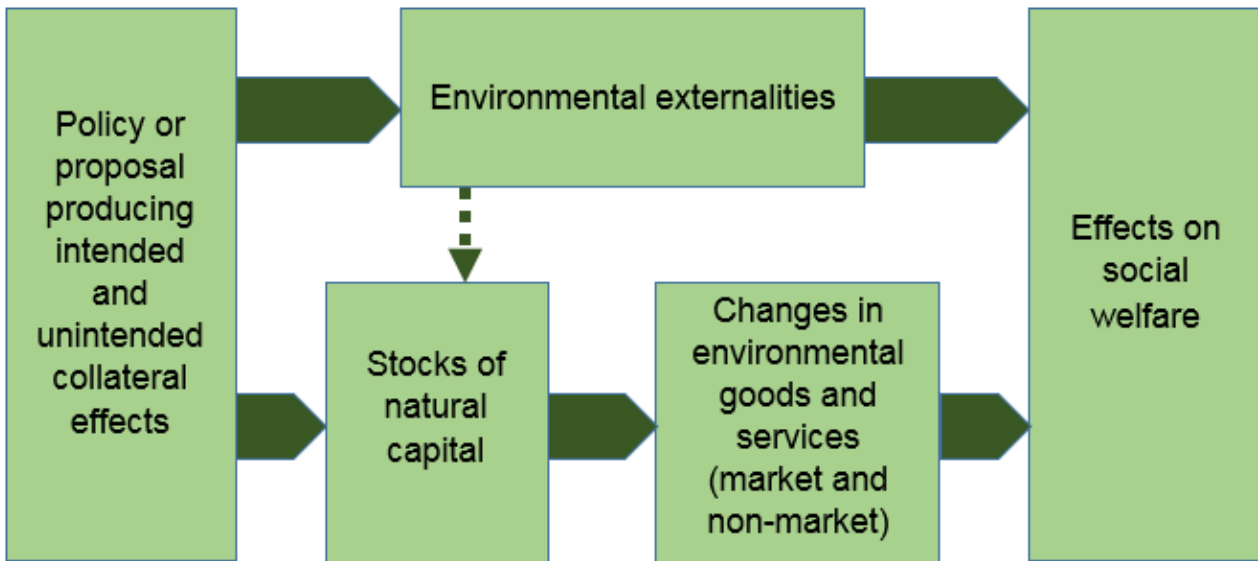 Policy or
proposal
producing
intended
and
unintended
collateral
effects
Environmental externalities
Stocks of
natural
capital
Changes in
environmental
goods and
services
(market and
non-market)
Effects on
social
welfare